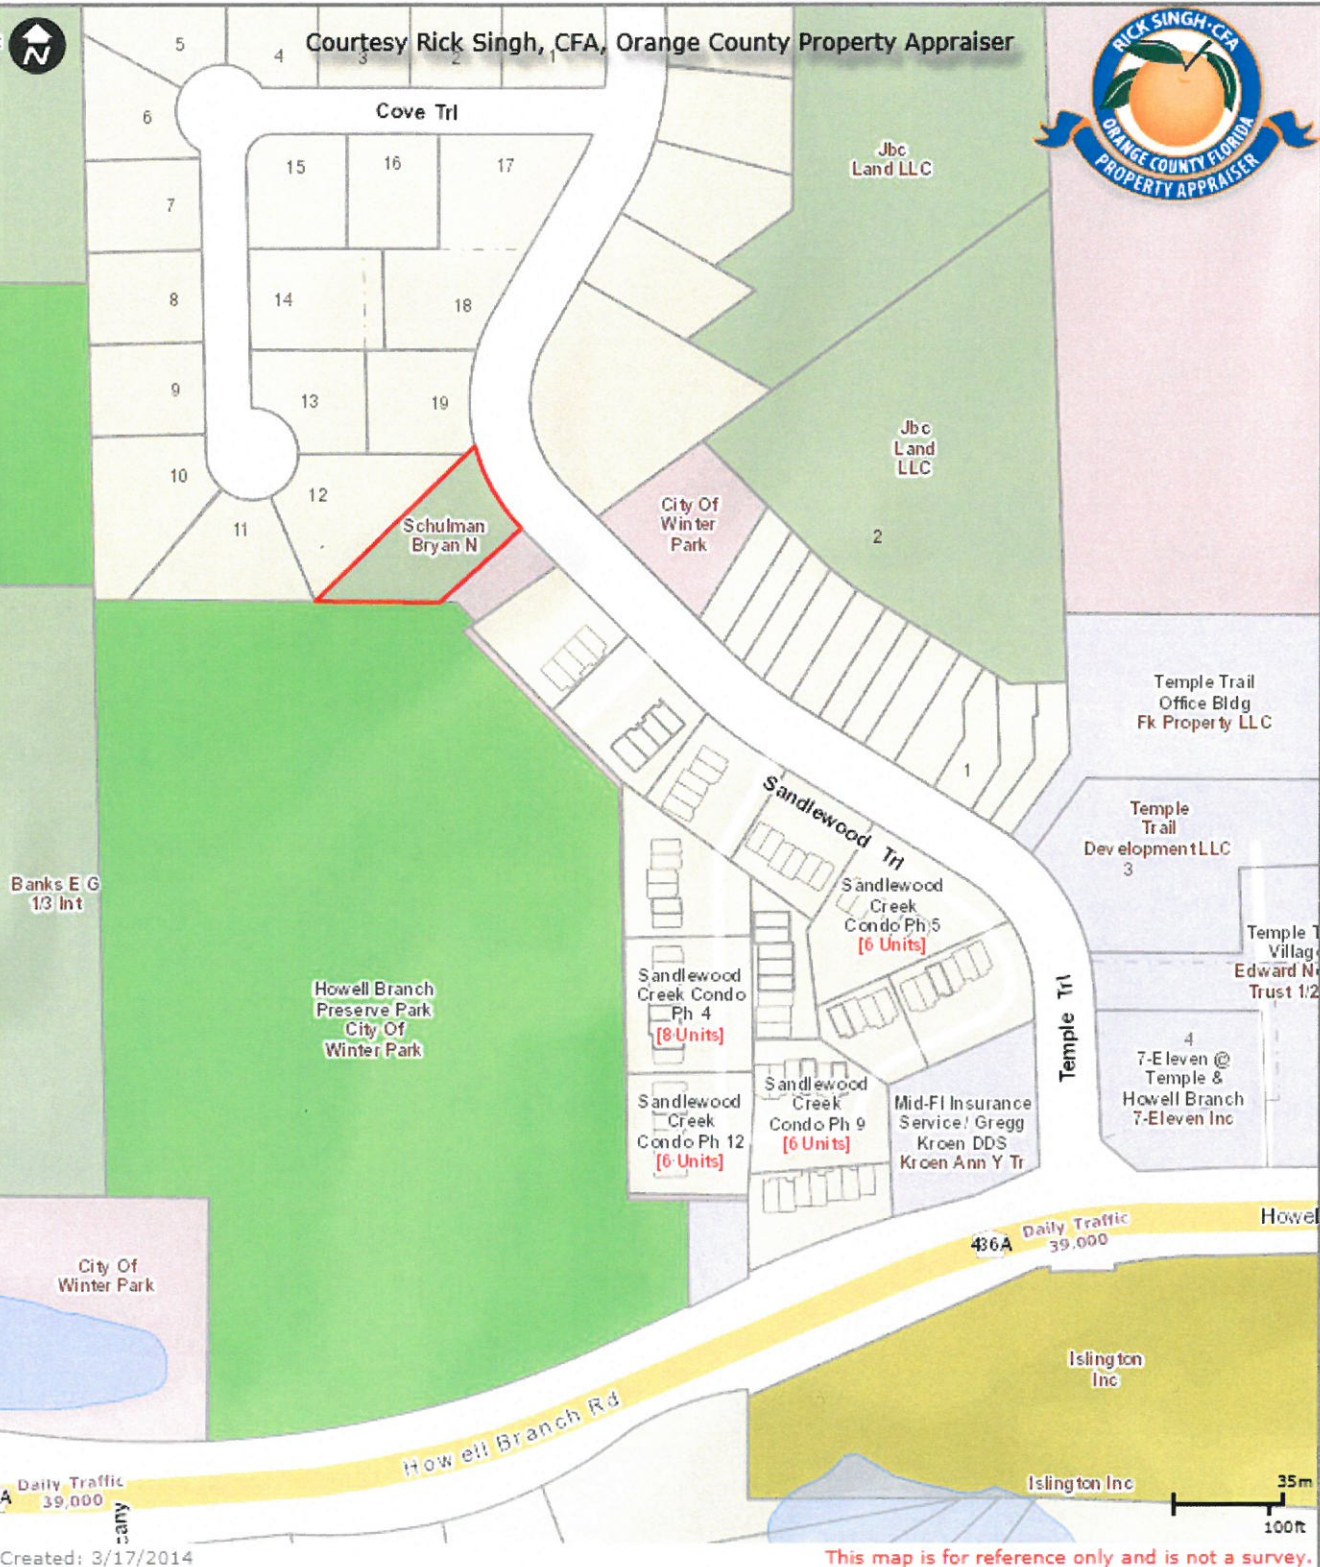 N
Courtesy Rick Singh, CFA, Orange County Property Appraiser
RICK SINGH·CFA
ORANGE COUNTY FLORIDA
PROPERTY APPRAISER
5
4
3
2
1
6
Cove Trl
15
16
17
7
8
14
18
9
13
19
10
12
11
Jbc
Land LLC
Jbc
Land
LLC
2
Schulman
Bryan N
City Of
Winter
Park
Temple Trail
Office Bldg
Fk Property LLC
1
Sandlewood Trl
Temple
Trail
Development LLC
3
Banks E G
1/3 Int
Sandlewood
Creek
Condo Ph 5
[6 Units]
Temple T
Villag
Edward N
Trust 1/2
Howell Branch
Preserve Park
City Of
Winter Park
Sandlewood
Creek Condo
Ph 4
[8 Units]
Temple Trl
4
7-Eleven @
Temple &
Howell Branch
7-Eleven Inc
Sandlewood
Creek
Condo Ph 12
[6 Units]
Sandlewood
Creek
Condo Ph 9
[6 Units]
Mid-Fl Insurance
Service/ Gregg
Kroen DDS
Kroen Ann Y Tr
City Of
Winter Park
436A
Daily Traffic
39,000
Howel
Islington
Inc
Howell Branch Rd
A
Daily Traffic
39,000
any
Islington Inc
35m
100ft
Created: 3/17/2014
This map is for reference only and is not a survey.